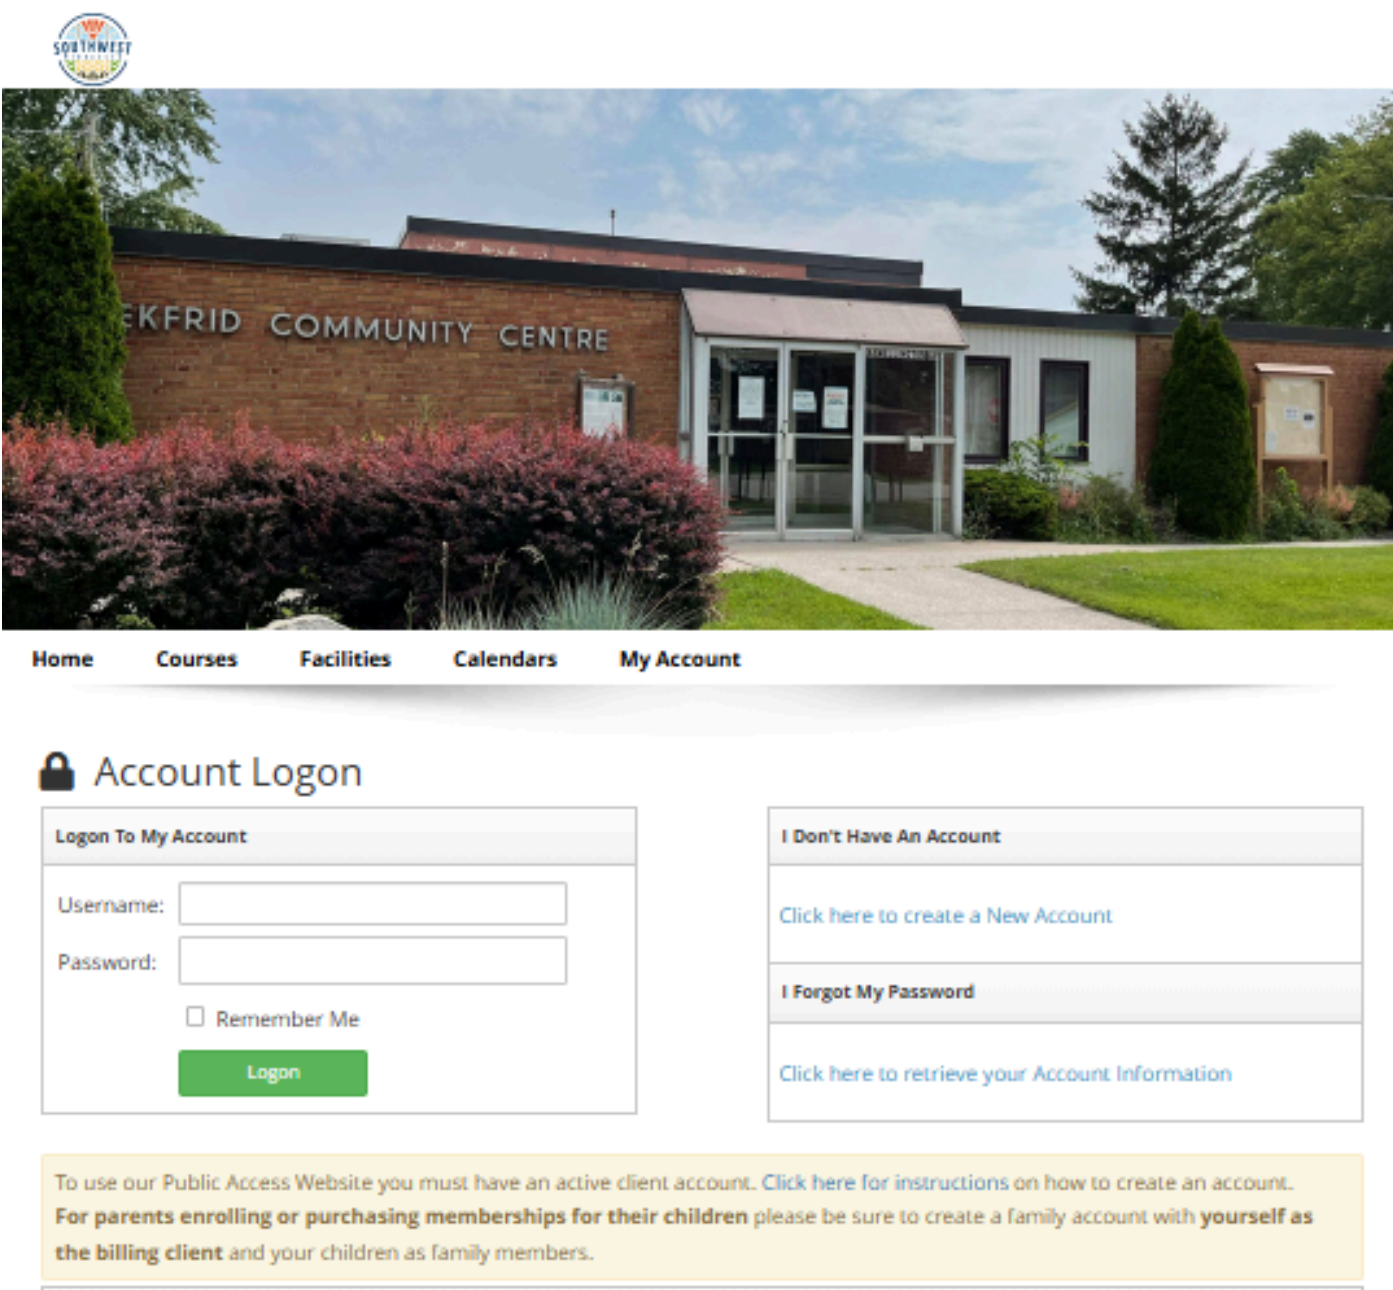 SOUTHWEST
EKFRID COMMUNITY CENTRE
Home Courses Facilities Calendars My Account
Account Logon
Logon To My Account
Username:
Password:
Remember Me
Logon
I Don't Have An Account
Click here to create a New Account
I Forgot My Password
Click here to retrieve your Account Information
To use our Public Access Website you must have an active client account. Click here for instructions on how to create an account.
For parents enrolling or purchasing memberships for their children please be sure to create a family account with yourself as
the billing client and your children as family members.